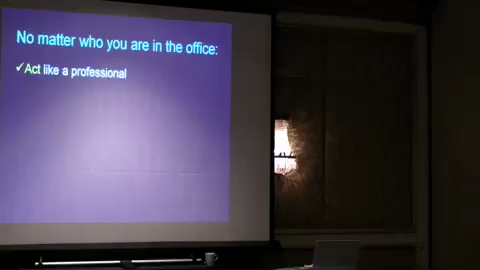 No matter who you are in the office:
✓Act like a professional